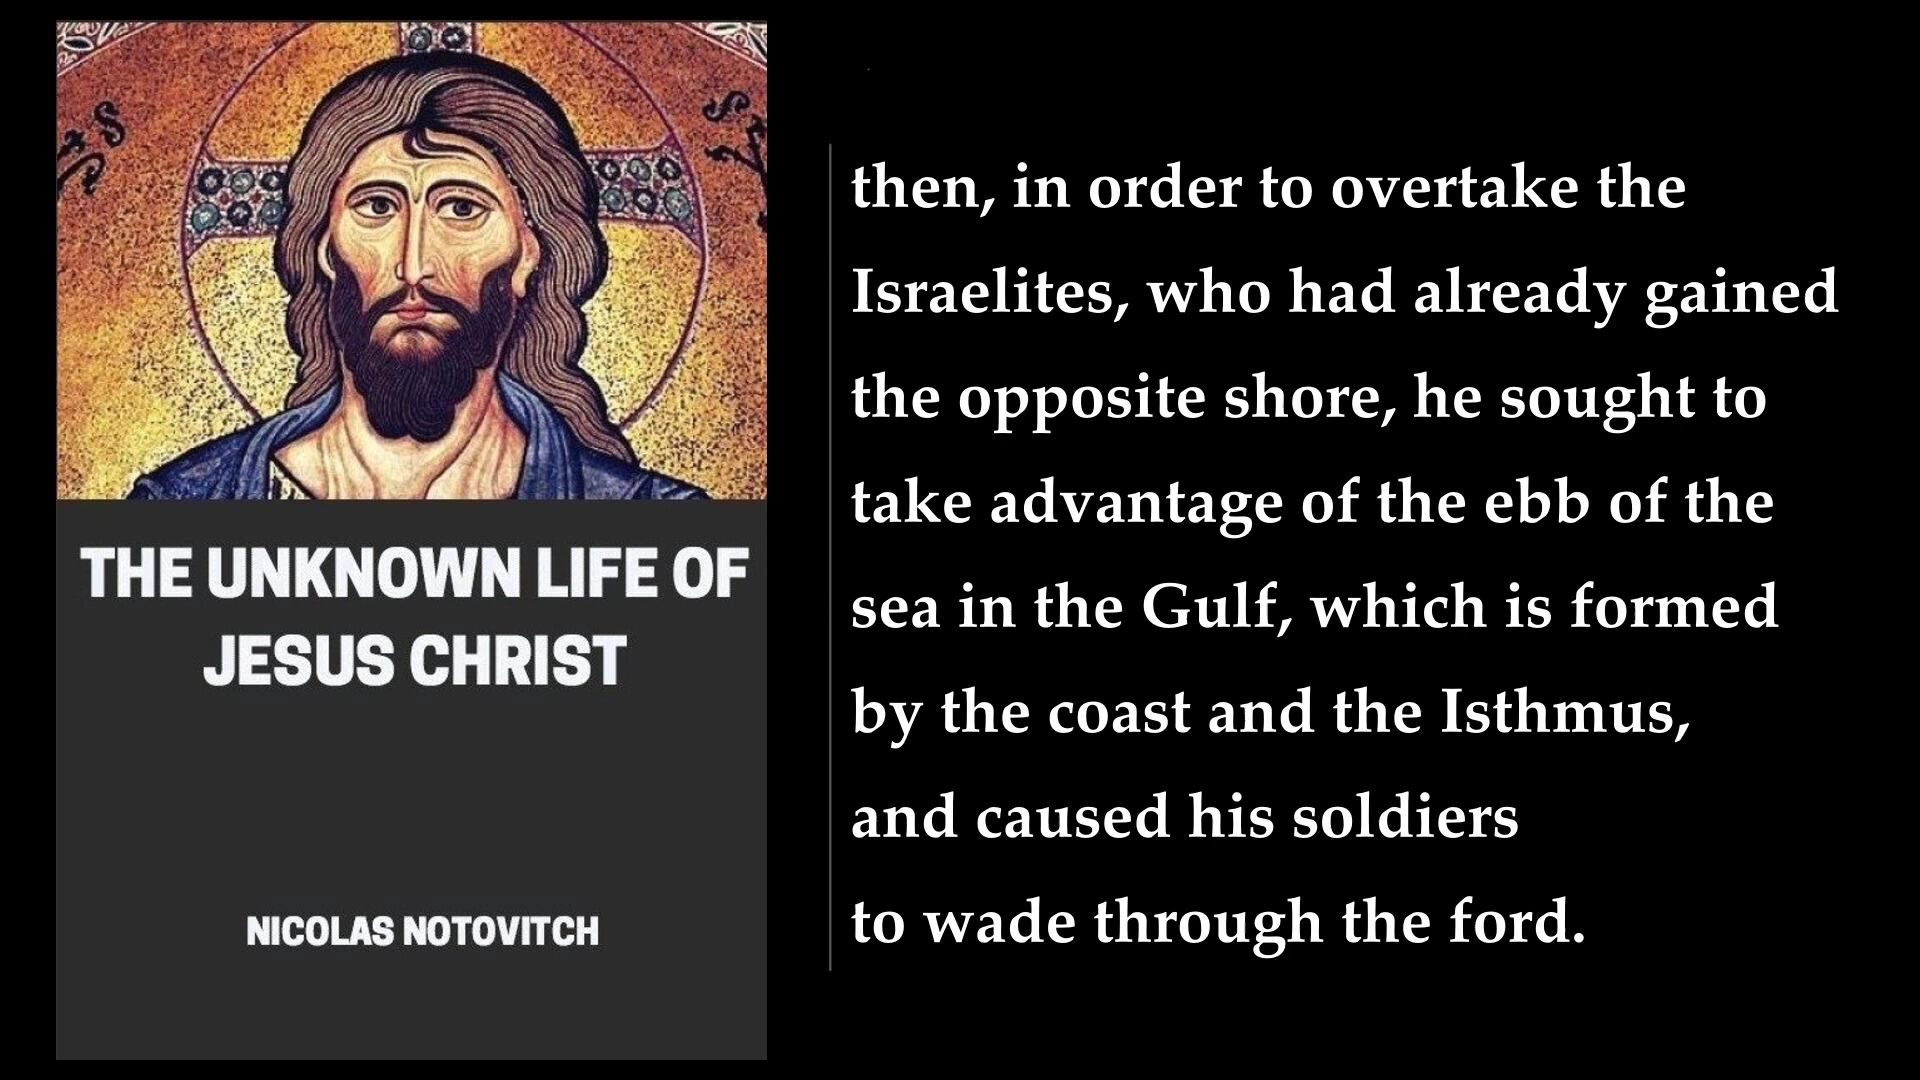 THE UNKNOWN LIFE OF
JESUS CHRIST
NICOLAS NOTOVITCH
then, in order to overtake the
Israelites, who had already gained
the opposite shore, he sought to
take advantage of the ebb of the
sea in the Gulf, which is formed
by the coast and the Isthmus,
and caused his soldiers
to wade through the ford.